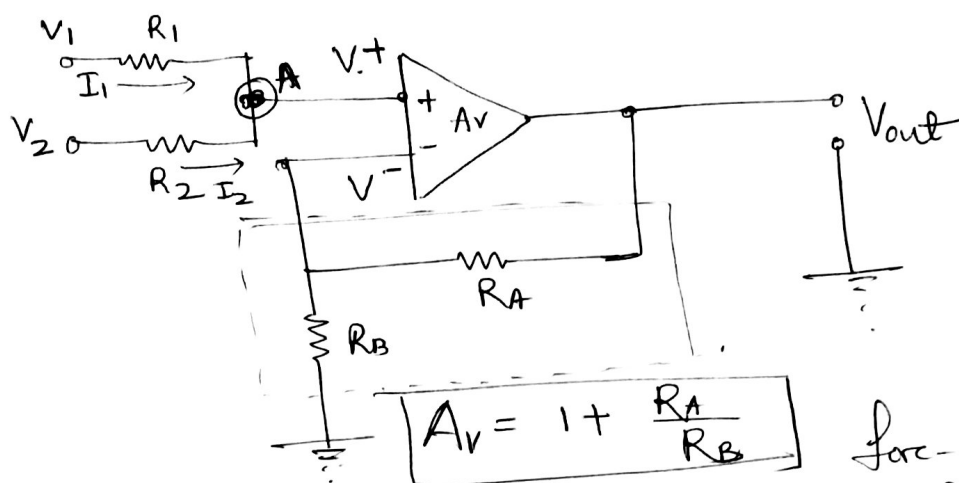 V1 R1
I1
A
V+
+
Av
-
V-
V2
R2 I2
Vout
RA
RB
Av = 1 + RA/RB